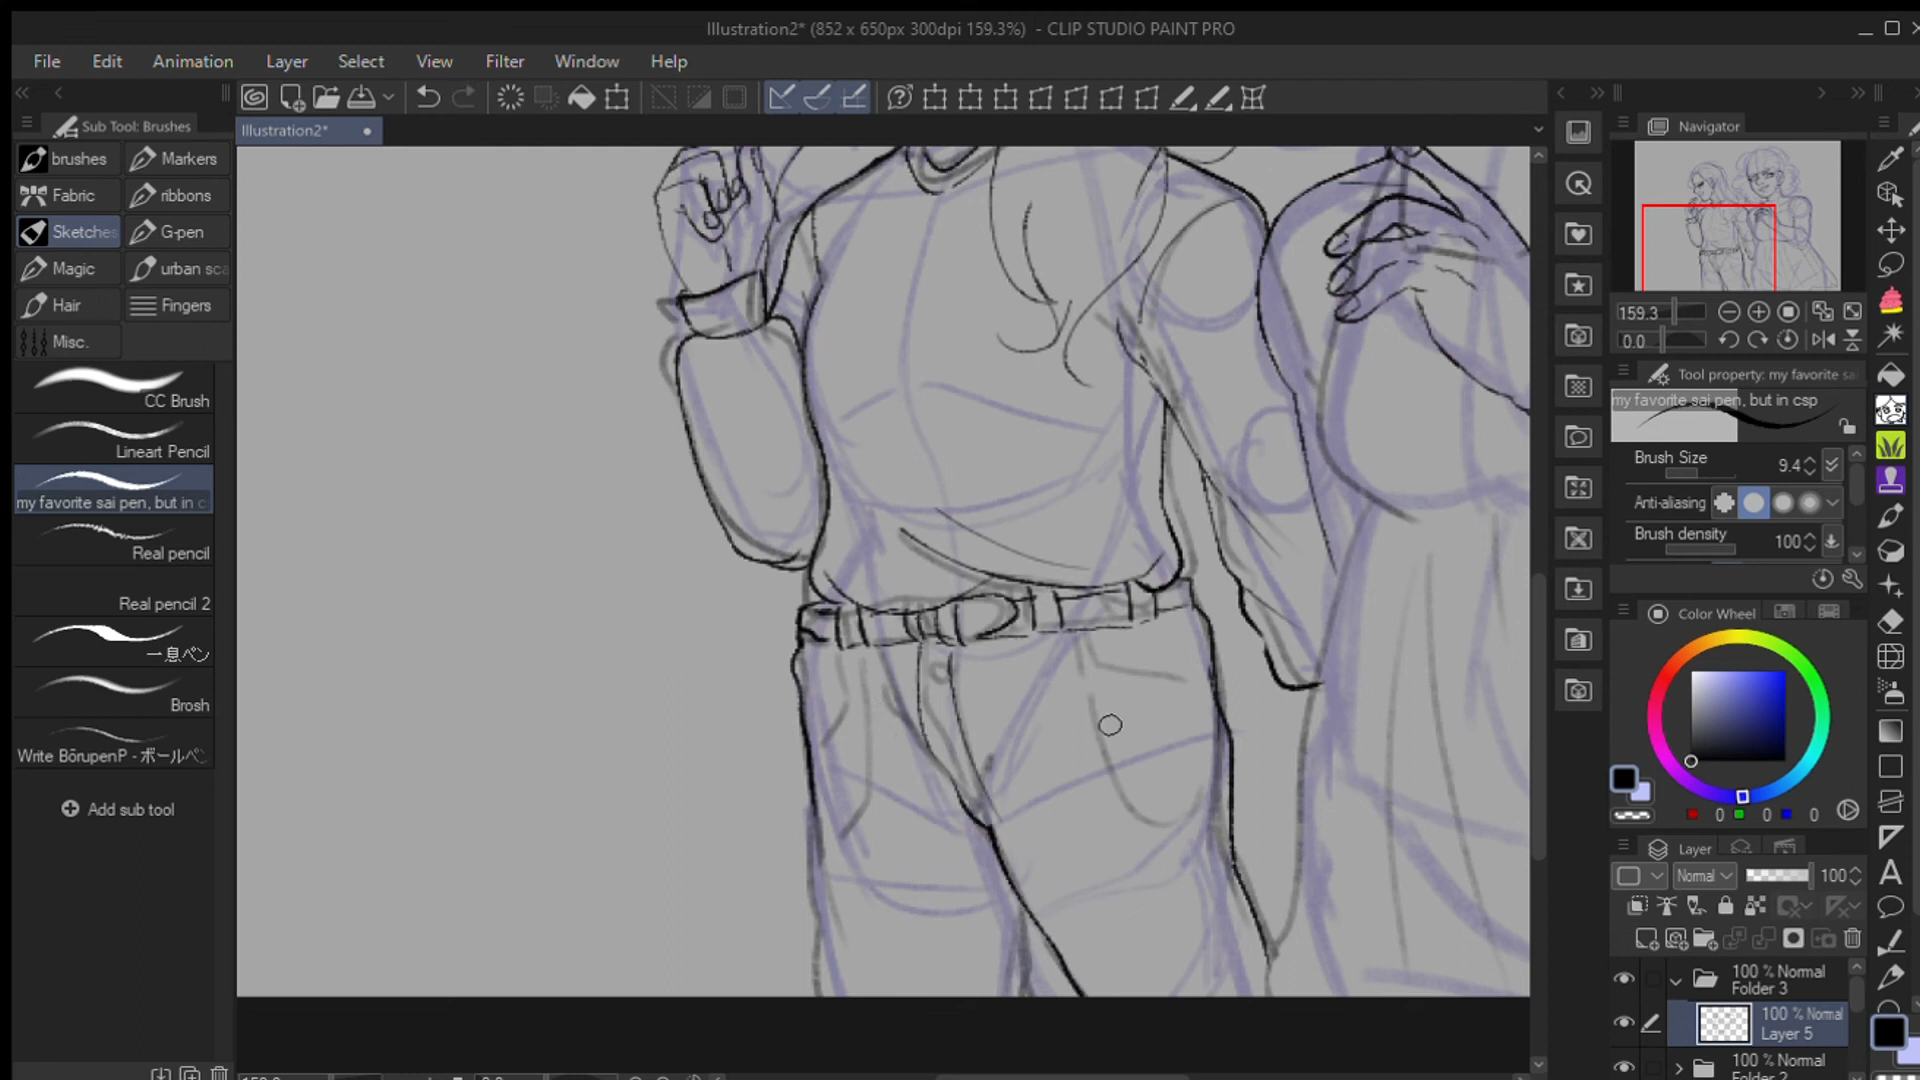 Illustration2* (852 x 650px 300dpi 159.3%) - CLIP STUDIO PAINT PRO
File Edit Animation Layer Select View Filter Window Help
Illustration2*
Sub Tool: Brushes
brushes Markers
Fabric ribbons
Sketches G-pen
Magic urban sca
Hair Fingers
Misc.
CC Brush
Lineart Pencil
my favorite sai pen, but in c
Real pencil
Real pencil 2
一息ペン
Brosh
Write BōrupenP - ボールペ
Add sub tool
Navigator
159.3
0.0
Tool property: my favorite sa
my favorite sai pen, but in csp
Brush Size 9.4
Anti-aliasing
Brush density 100
Color Wheel
0 0 0
Layer
Normal 100
100 % Normal
Folder 3
100 % Normal
Layer 5
100 % Normal